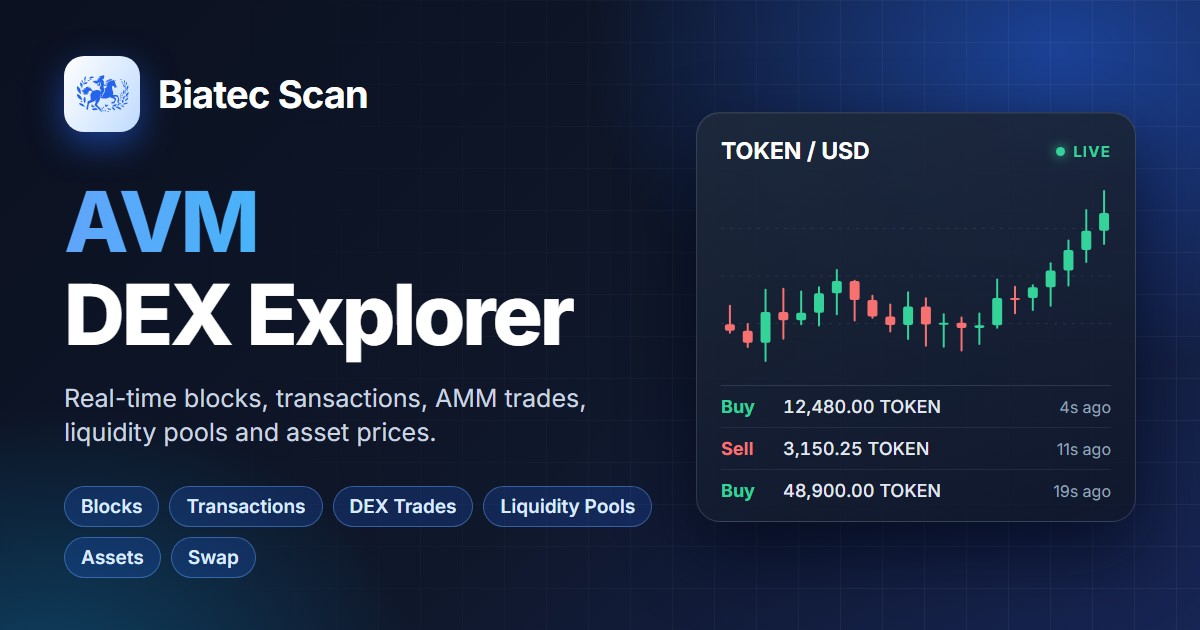 Biatec Scan
AVM
DEX Explorer
Real-time blocks, transactions, AMM trades,
liquidity pools and asset prices.
Blocks Transactions DEX Trades Liquidity Pools
Assets Swap
TOKEN / USD LIVE
Buy 12,480.00 TOKEN 4s ago
Sell 3,150.25 TOKEN 11s ago
Buy 48,900.00 TOKEN 19s ago